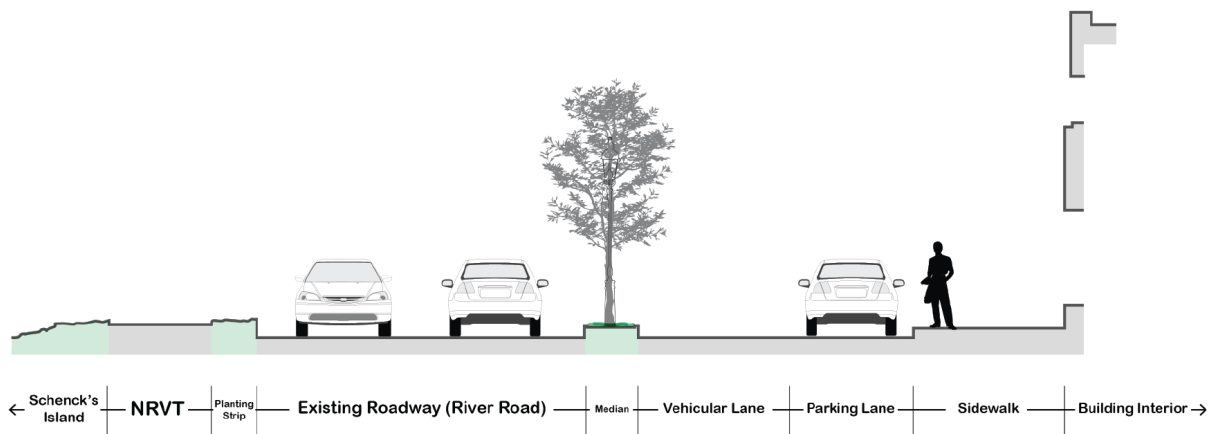 Schenck's
Island
NRVT
Planting
Strip
Existing Roadway (River Road)
Median
Vehicular Lane
Parking Lane
Sidewalk
Building Interior